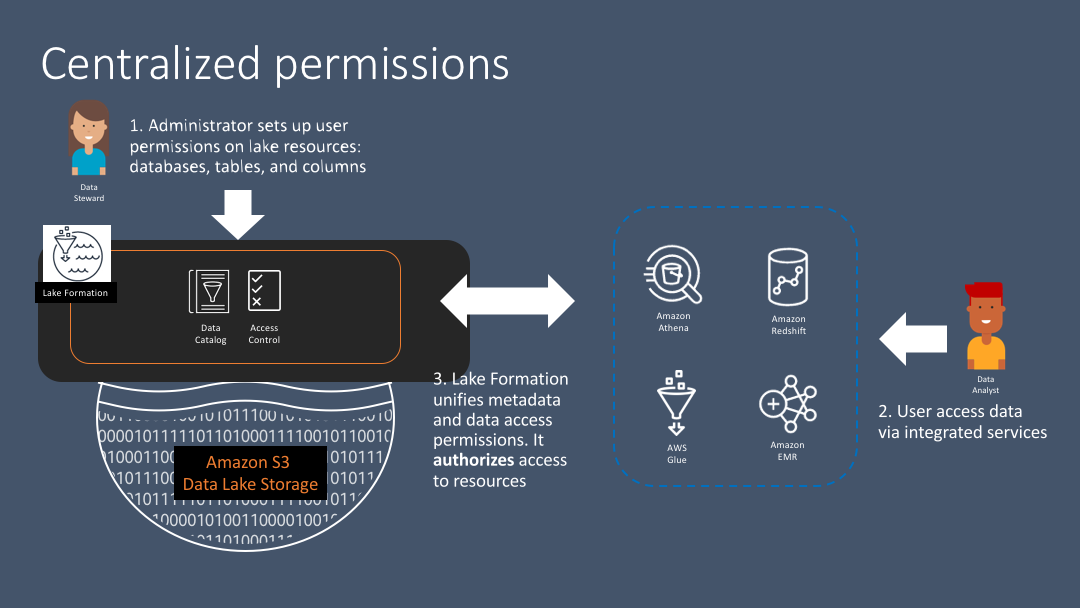 Centralized permissions
1. Administrator sets up user
permissions on lake resources:
databases, tables, and columns
Data
Steward
Lake Formation
Data
Catalog
Access
Control
Amazon
Athena
Amazon
Redshift
AWS
Glue
Amazon
EMR
Data
Analyst
2. User access data
via integrated services
3. Lake Formation
unifies metadata
and data access
permissions. It
authorizes access
to resources
Amazon S3
Data Lake Storage